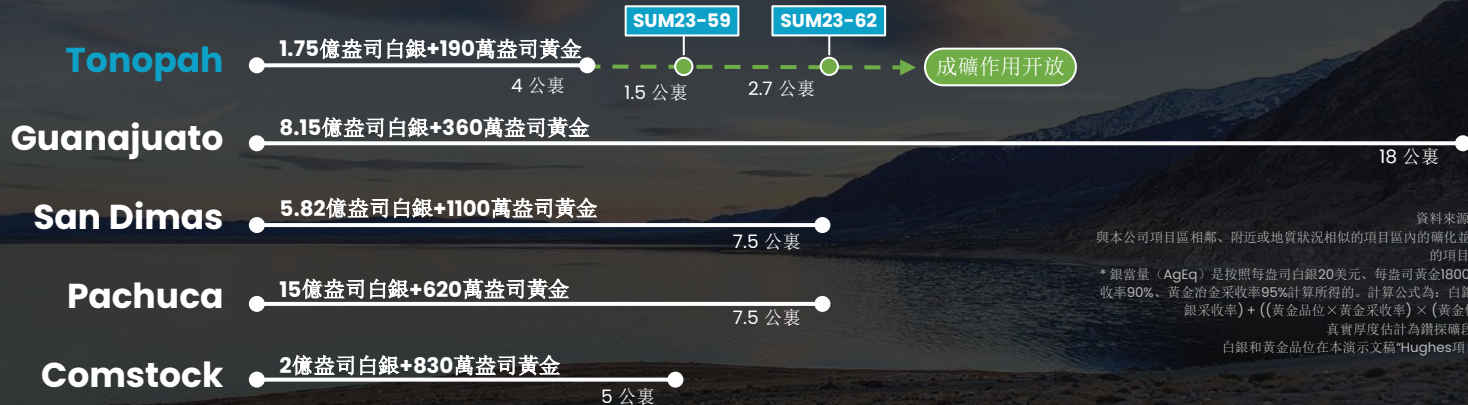 SUM23-59
SUM23-62
Tonopah
1.75億盎司白銀+190萬盎司黃金
4 公裏
1.5 公裏
2.7 公裏
成礦作用开放
Guanajuato
8.15億盎司白銀+360萬盎司黃金
18 公裏
San Dimas
5.82億盎司白銀+1100萬盎司黃金
7.5 公裏
Pachuca
15億盎司白銀+620萬盎司黃金
7.5 公裏
Comstock
2億盎司白銀+830萬盎司黃金
5 公裏
資料來源
與本公司項目區相鄰、附近或地質狀況相似的項目區內的礦化並
的項目
* 銀當量（AgEq）是按照每盎司白銀20美元、每盎司黃金1800
收率90%、黃金冶金采收率95%計算所得的。計算公式為：白銀
銀采收率) + ((黃金品位×黃金采收率) × (黃金
真實厚度估計為鑽探礦段
白銀和黃金品位在本演示文稿“Hughes項